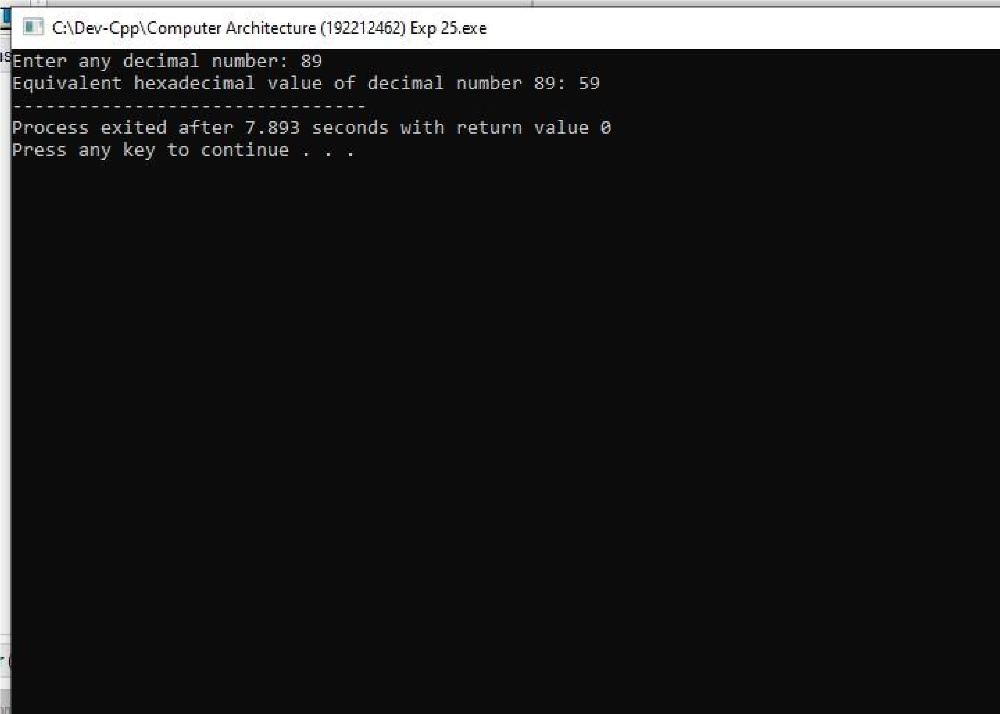 C:\Dev-Cpp\Computer Architecture (192212462) Exp 25.exe
Enter any decimal number: 89
Equivalent hexadecimal value of decimal number 89: 59
--------------------------------
Process exited after 7.893 seconds with return value 0
Press any key to continue . . .